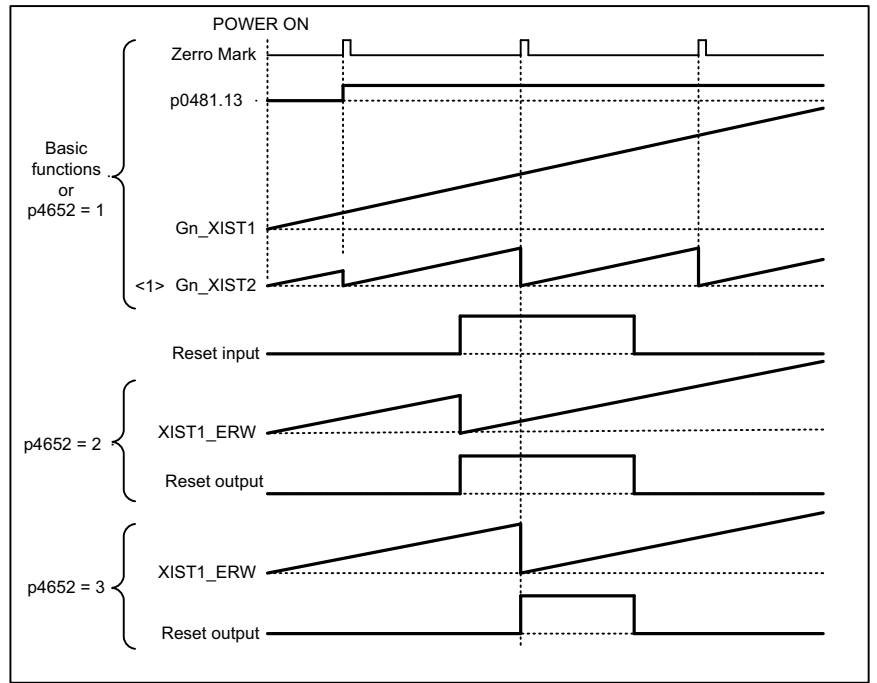 POWER ON
Zerro Mark
p0481.13
Basic
functions
or
p4652 = 1
Gn_XIST1
<1> Gn_XIST2
Reset input
p4652 = 2
XIST1_ERW
Reset output
p4652 = 3
XIST1_ERW
Reset output